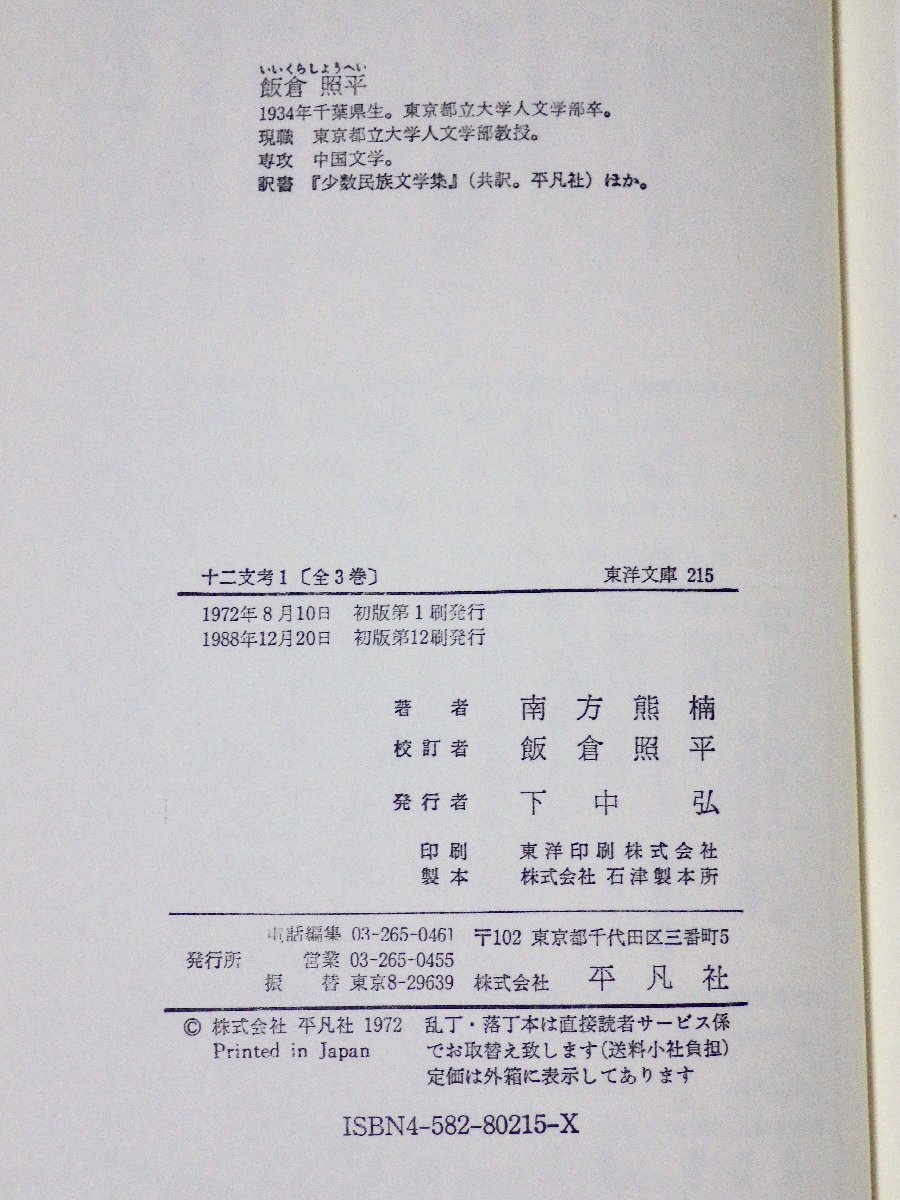 いいくらしょうへい
飯倉 照平
1934年千葉県生。東京都立大学人文学部卒。
現職 東京都立大学人文学部教授。
専攻 中国文学。
訳書 『少数民族文学集』(共訳。平凡社)ほか。
十二支考1〔全3巻〕 東洋文庫 215
1972年8月10日 初版第1刷発行
1988年12月20日 初版第12刷発行
著者 南方熊楠
校訂者 飯倉照平
発行者 下中弘
印刷 東洋印刷株式会社
製本 株式会社 石津製本所
発行所
電話編集 03-265-0461
営業 03-265-0455
振替 東京8-29639
〒102 東京都千代田区三番町5
株式会社 平凡社
© 株式会社 平凡社 1972
Printed in Japan
乱丁・落丁本は直接読者サービス係
でお取替え致します(送料小社負担)
定価は外箱に表示してあります
ISBN4-582-80215-X